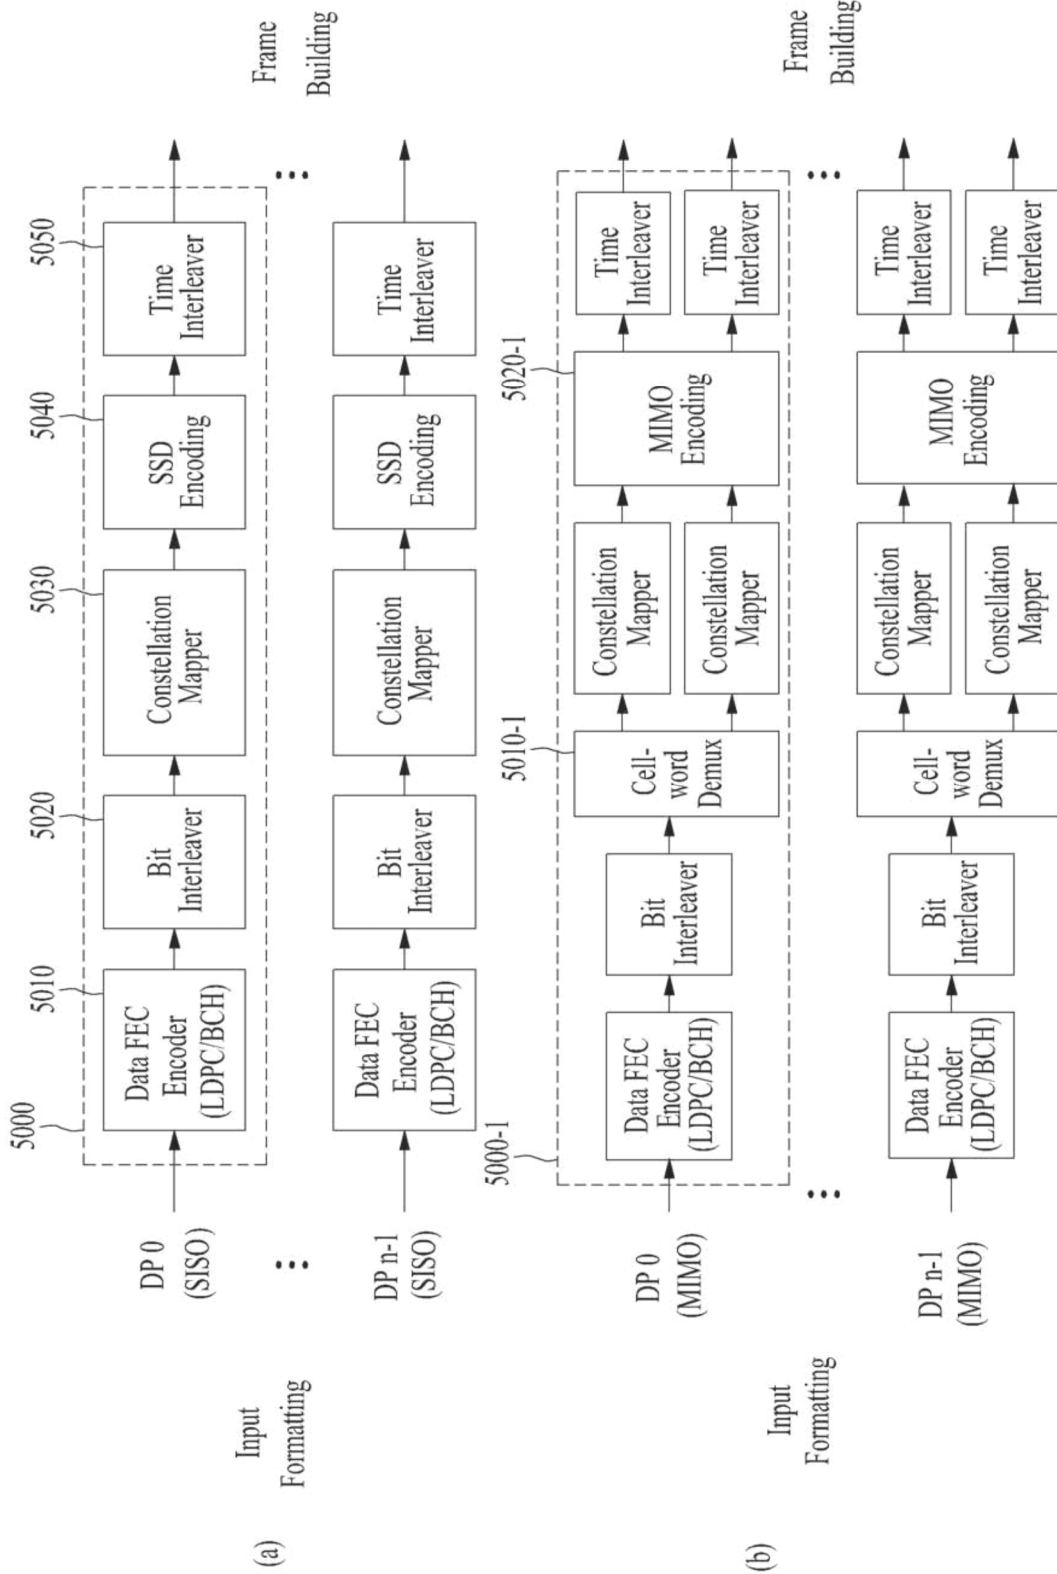 (a)
Input
Formatting
DP 0
(SISO)
5000
Data FEC
Encoder
(LDPC/BCH)
5010
Bit
Interleaver
5020
Constellation
Mapper
5030
SSD
Encoding
5040
Time
Interleaver
5050
Frame
Building
DP n-1
(SISO)
Data FEC
Encoder
(LDPC/BCH)
Bit
Interleaver
Constellation
Mapper
SSD
Encoding
Time
Interleaver
(b)
Input
Formatting
DP 0
(MIMO)
5000-1
Data FEC
Encoder
(LDPC/BCH)
Bit
Interleaver
Cell-
word
Demux
5010-1
Constellation
Mapper
Constellation
Mapper
MIMO
Encoding
5020-1
Time
Interleaver
Time
Interleaver
Frame
Building
DP n-1
(MIMO)
Data FEC
Encoder
(LDPC/BCH)
Bit
Interleaver
Cell-
word
Demux
Constellation
Mapper
Constellation
Mapper
MIMO
Encoding
Time
Interleaver
Time
Interleaver